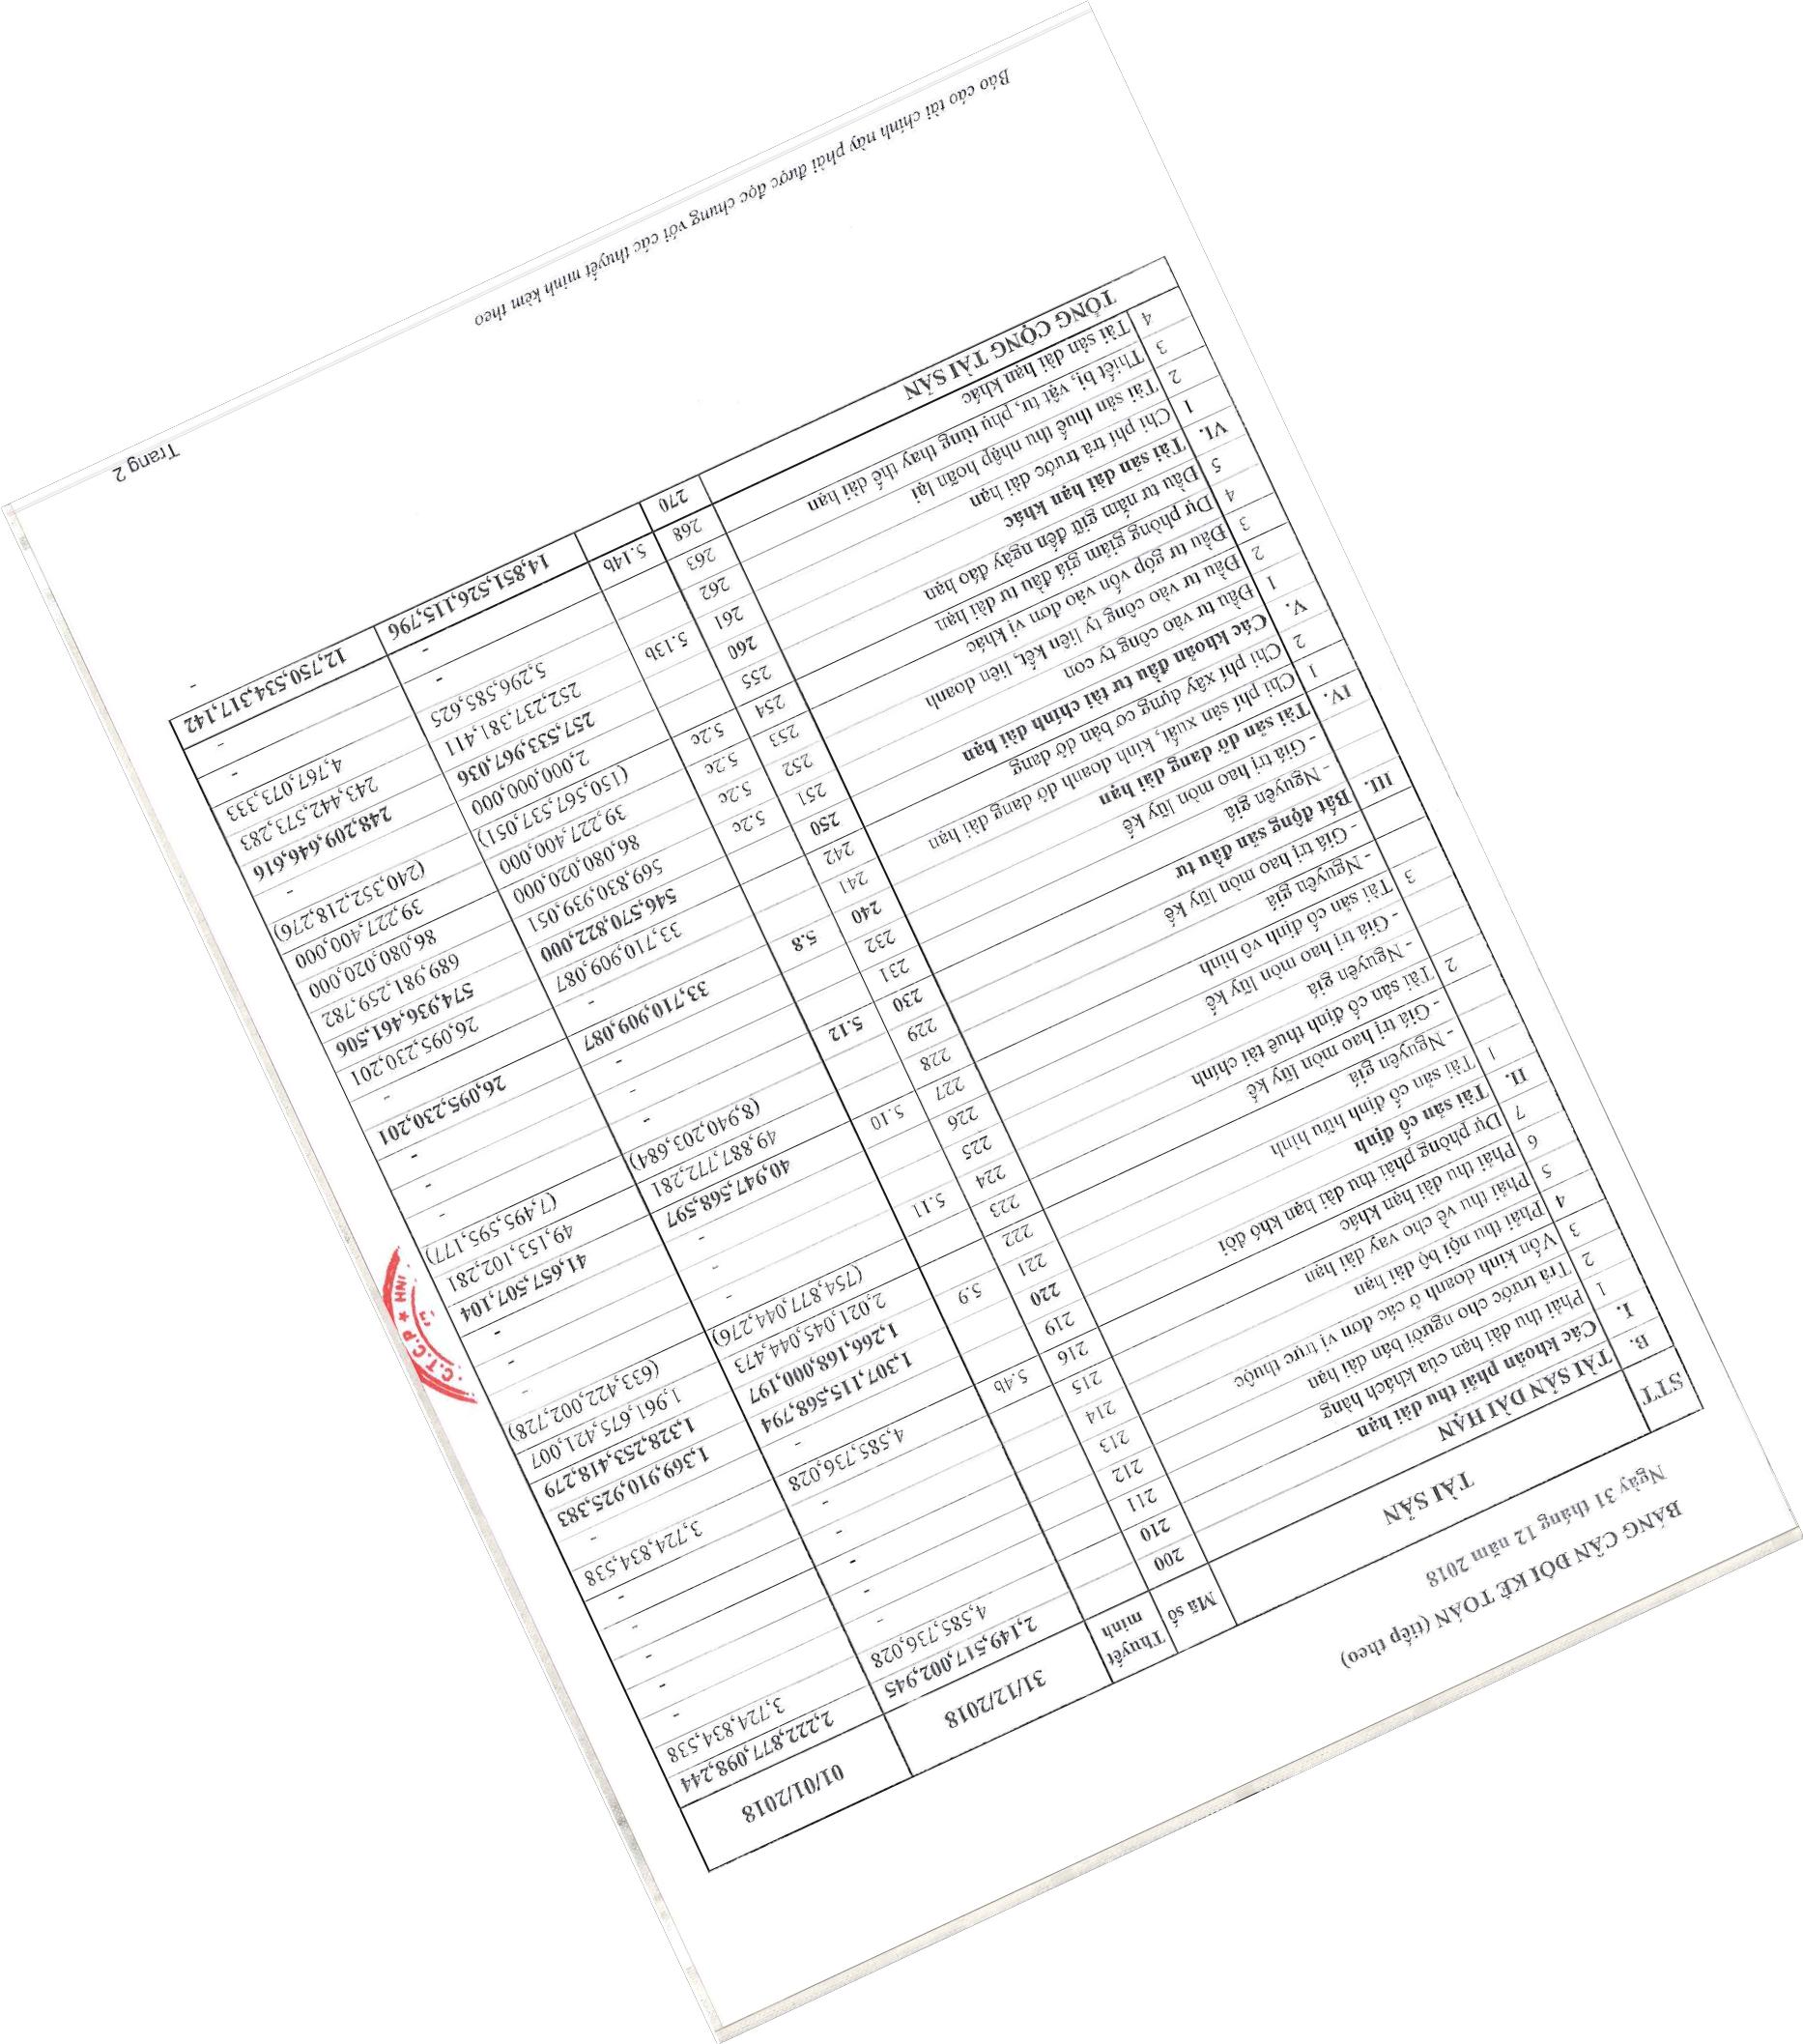 BẢNG CÂN ĐỐI KẾ TOÁN (tiếp theo)
Ngày 31 tháng 12 năm 2018
STT TÀI SẢN Mã số Thuyết minh 31/12/2018 01/01/2018
B. TÀI SẢN DÀI HẠN 200 2,149,517,002,945 2,222,877,098,244
I. Các khoản phải thu dài hạn 210 4,585,736,028 3,724,834,538
1 Phải thu dài hạn của khách hàng 211 - -
2 Trả trước cho người bán dài hạn 212 - -
3 Vốn kinh doanh ở các đơn vị trực thuộc 213 - -
4 Phải thu nội bộ dài hạn 214 - -
5 Phải thu về cho vay dài hạn 215 - -
6 Phải thu dài hạn khác 216 5.4b 4,585,736,028 3,724,834,538
7 Dự phòng phải thu dài hạn khó đòi 219 - -
II. Tài sản cố định 220 1,307,115,568,794 1,369,910,925,383
1 Tài sản cố định hữu hình 221 5.9 1,266,168,000,197 1,328,253,418,279
- Nguyên giá 222 2,021,045,044,473 1,961,675,421,007
- Giá trị hao mòn lũy kế 223 (754,877,044,276) (633,422,002,728)
2 Tài sản cố định thuê tài chính 224 5.11 - -
- Nguyên giá 225 - -
- Giá trị hao mòn lũy kế 226 - -
3 Tài sản cố định vô hình 227 5.10 40,947,568,597 41,657,507,104
- Nguyên giá 228 49,887,772,281 49,153,102,281
- Giá trị hao mòn lũy kế 229 (8,940,203,684) (7,495,595,177)
III. Bất động sản đầu tư 230 5.12 - -
- Nguyên giá 231 - -
- Giá trị hao mòn lũy kế 232 - -
IV. Tài sản dở dang dài hạn 240 5.8 33,710,909,087 26,095,230,201
1 Chi phí sản xuất, kinh doanh dở dang dài hạn 241 - -
2 Chi phí xây dựng cơ bản dở dang 242 33,710,909,087 26,095,230,201
V. Các khoản đầu tư tài chính dài hạn 250 546,570,822,000 574,936,461,506
1 Đầu tư vào công ty con 251 5.2c 569,830,939,051 689,981,259,782
2 Đầu tư vào công ty liên kết, liên doanh 252 5.2c 86,080,020,000 86,080,020,000
3 Đầu tư góp vốn vào đơn vị khác 253 5.2c 39,227,400,000 39,227,400,000
4 Dự phòng giảm giá đầu tư dài hạn 254 5.2c (150,567,537,051) (240,352,218,276)
5 Đầu tư nắm giữ đến ngày đáo hạn 255 2,000,000,000 -
VI. Tài sản dài hạn khác 260 257,533,967,036 248,209,646,616
1 Chi phí trả trước dài hạn 261 5.13b 252,237,381,411 243,442,573,283
2 Tài sản thuế thu nhập hoãn lại 262 5,296,585,625 4,767,073,333
3 Thiết bị, vật tư, phụ tùng thay thế dài hạn 263 - -
4 Tài sản dài hạn khác 268 5.14b - -
TỔNG CỘNG TÀI SẢN 270 14,851,526,115,796 12,750,534,317,142
-
C.T.C.P ★ HNI
Báo cáo tài chính này phải được đọc chung với các thuyết minh kèm theo
Trang 2